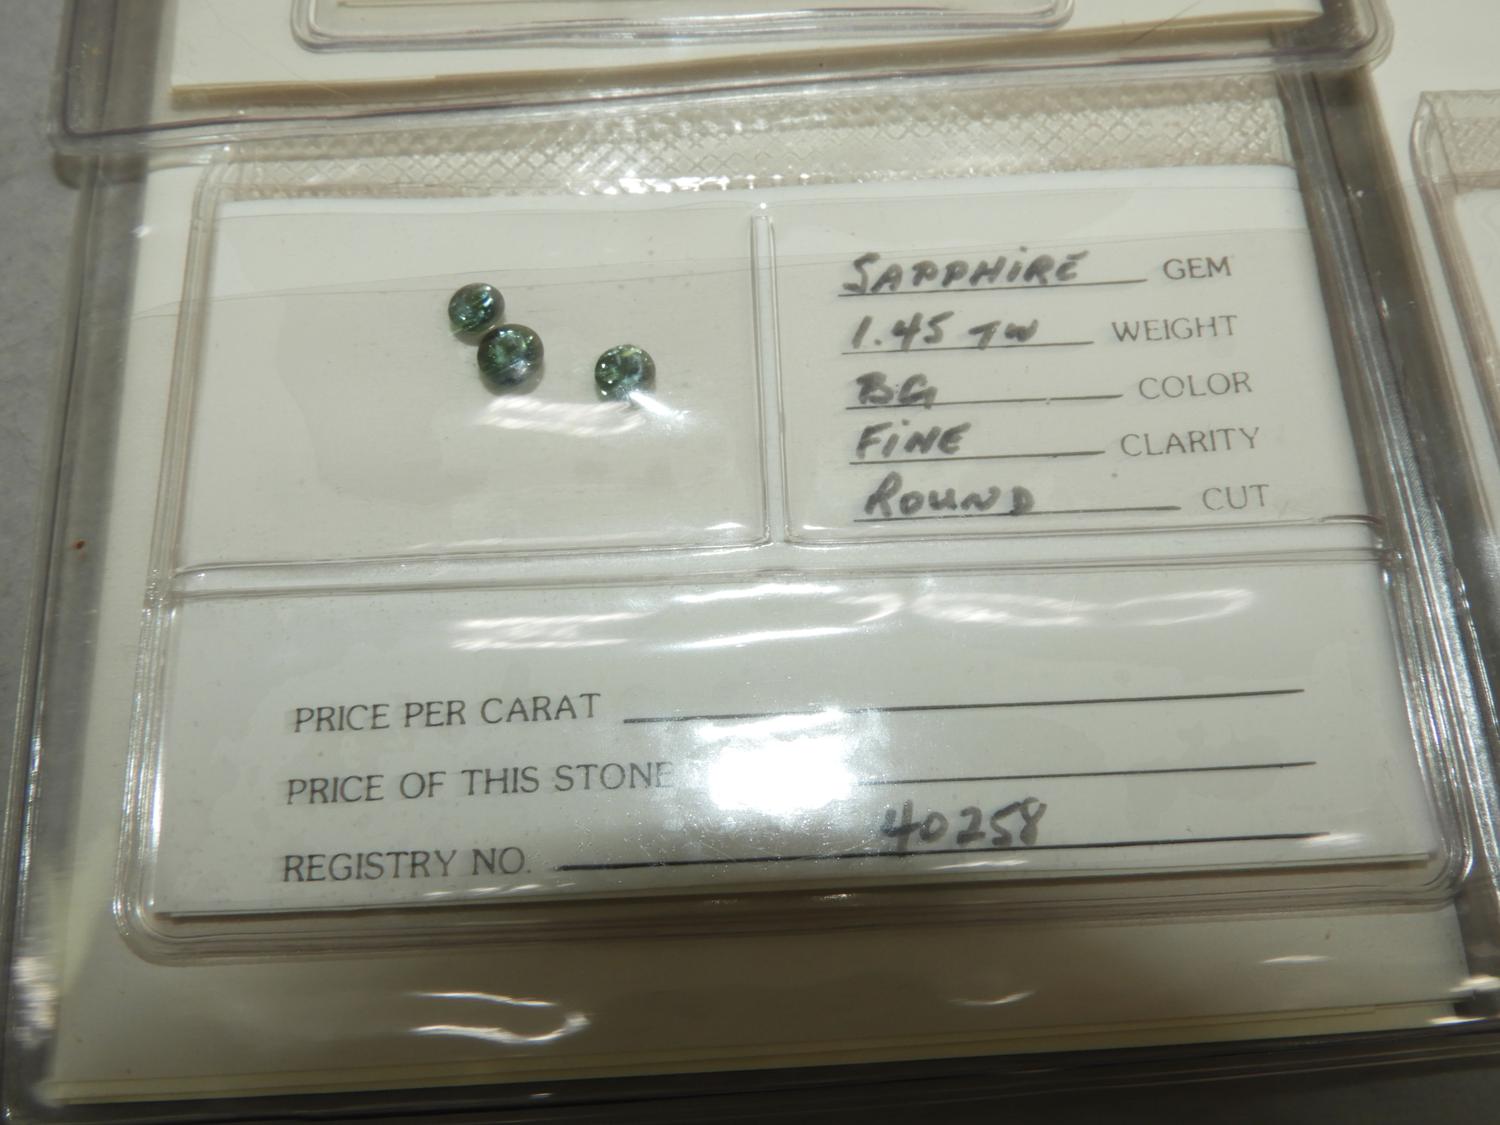 SAPPHIRE GEM
1.45 TW WEIGHT
BG COLOR
FINE CLARITY
ROUND CUT
PRICE PER CARAT
PRICE OF THIS STONE
REGISTRY NO. 40258